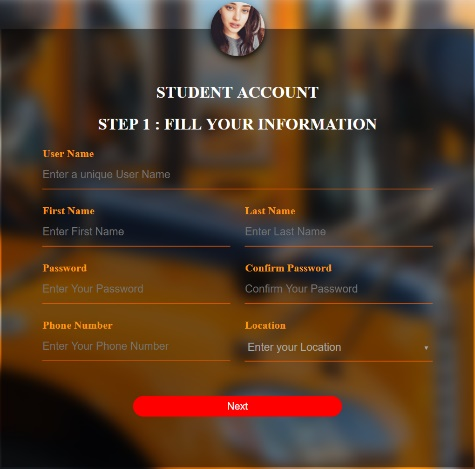 STUDENT ACCOUNT
STEP 1 : FILL YOUR INFORMATION
User Name
Enter a unique User Name
First Name Last Name
Enter First Name Enter Last Name
Password Confirm Password
Enter Your Password Confirm Your Password
Phone Number Location
Enter Your Phone Number Enter your Location
Next